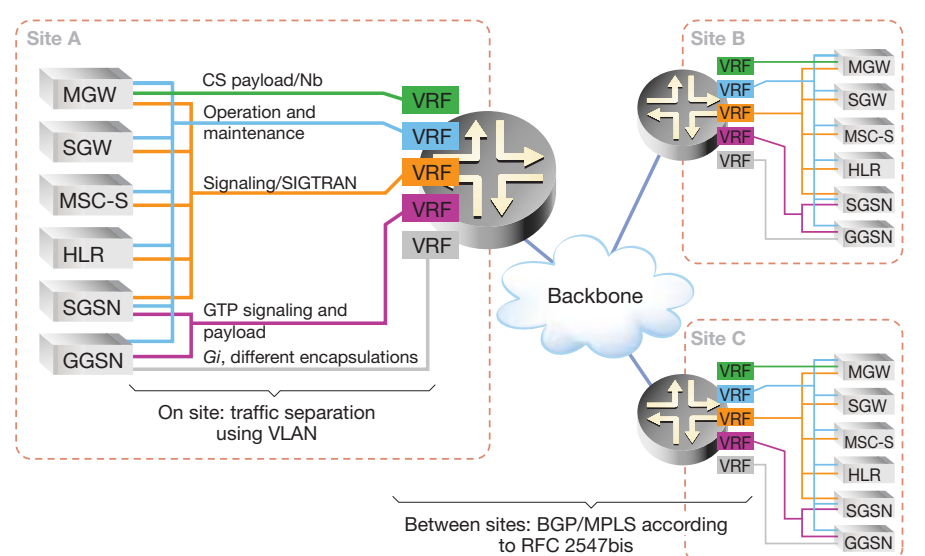 Site A
MGW
SGW
MSC-S
HLR
SGSN
GGSN
CS payload/Nb
Operation and
maintenance
Signaling/SIGTRAN
GTP signaling and
payload
Gi, different encapsulations
VRF
VRF
VRF
VRF
VRF
On site: traffic separation
using VLAN
Backbone
Site B
VRF
VRF
VRF
VRF
VRF
MGW
SGW
MSC-S
HLR
SGSN
GGSN
Site C
VRF
VRF
VRF
VRF
VRF
MGW
SGW
MSC-S
HLR
SGSN
GGSN
Between sites: BGP/MPLS according
to RFC 2547bis